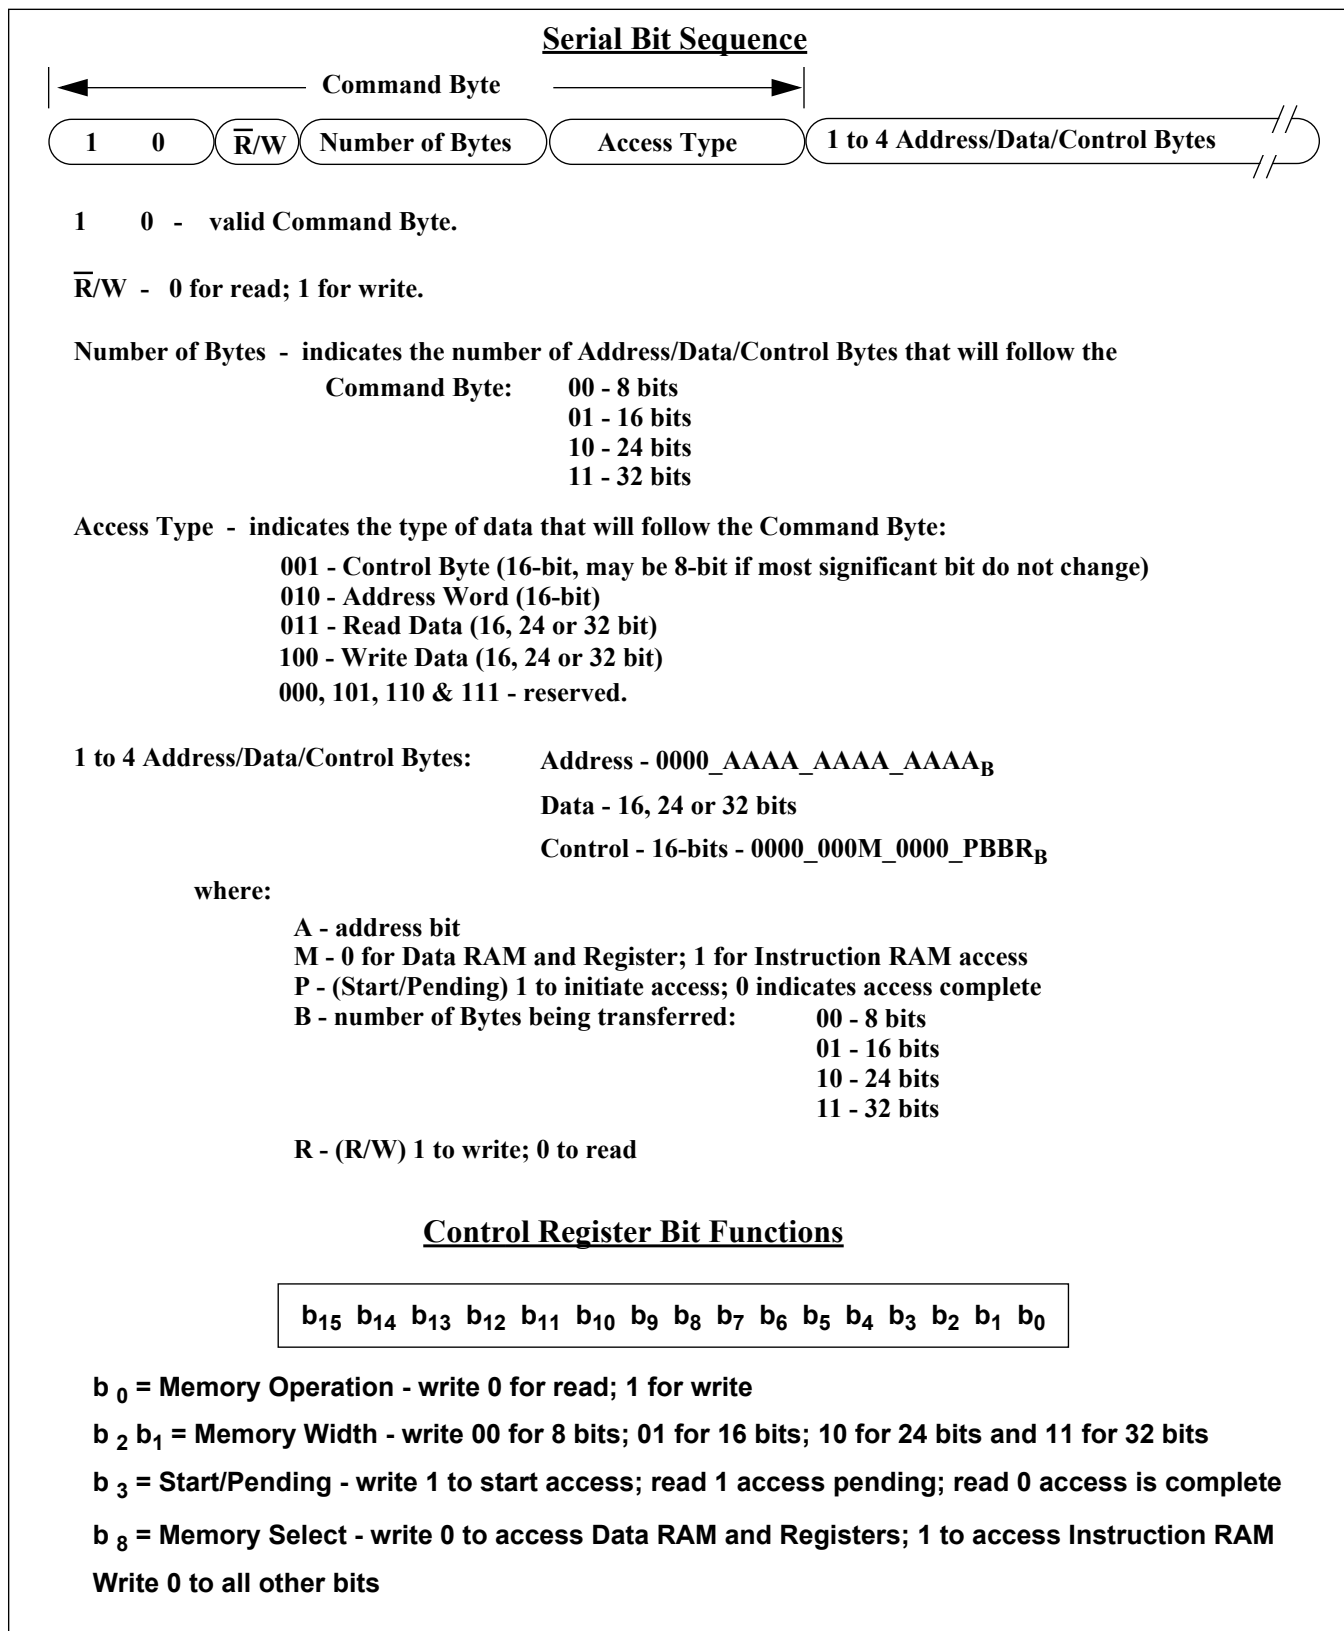 Serial Bit Sequence
Command Byte
1 0 R̅/W Number of Bytes Access Type 1 to 4 Address/Data/Control Bytes
1 0 - valid Command Byte.
R̅/W - 0 for read; 1 for write.
Number of Bytes - indicates the number of Address/Data/Control Bytes that will follow the
Command Byte: 00 - 8 bits
01 - 16 bits
10 - 24 bits
11 - 32 bits
Access Type - indicates the type of data that will follow the Command Byte:
001 - Control Byte (16-bit, may be 8-bit if most significant bit do not change)
010 - Address Word (16-bit)
011 - Read Data (16, 24 or 32 bit)
100 - Write Data (16, 24 or 32 bit)
000, 101, 110 & 111 - reserved.
1 to 4 Address/Data/Control Bytes: Address - 0000_AAAA_AAAA_AAAAB
Data - 16, 24 or 32 bits
Control - 16-bits - 0000_000M_0000_PBBRB
where:
A - address bit
M - 0 for Data RAM and Register; 1 for Instruction RAM access
P - (Start/Pending) 1 to initiate access; 0 indicates access complete
B - number of Bytes being transferred: 00 - 8 bits
01 - 16 bits
10 - 24 bits
11 - 32 bits
R - (R/W) 1 to write; 0 to read
Control Register Bit Functions
b15 b14 b13 b12 b11 b10 b9 b8 b7 b6 b5 b4 b3 b2 b1 b0
b 0 = Memory Operation - write 0 for read; 1 for write
b 2 b1 = Memory Width - write 00 for 8 bits; 01 for 16 bits; 10 for 24 bits and 11 for 32 bits
b 3 = Start/Pending - write 1 to start access; read 1 access pending; read 0 access is complete
b 8 = Memory Select - write 0 to access Data RAM and Registers; 1 to access Instruction RAM
Write 0 to all other bits